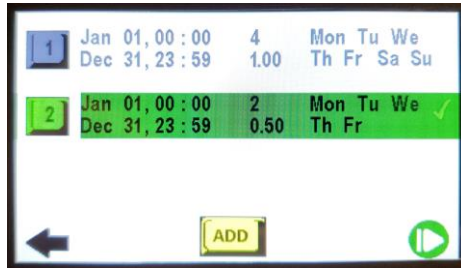 1 Jan 01, 00 : 00 4 Mon Tu We
Dec 31, 23 : 59 1.00 Th Fr Sa Su
2 Jan 01, 00 : 00 2 Mon Tu We
Dec 31, 23 : 59 0.50 Th Fr
ADD